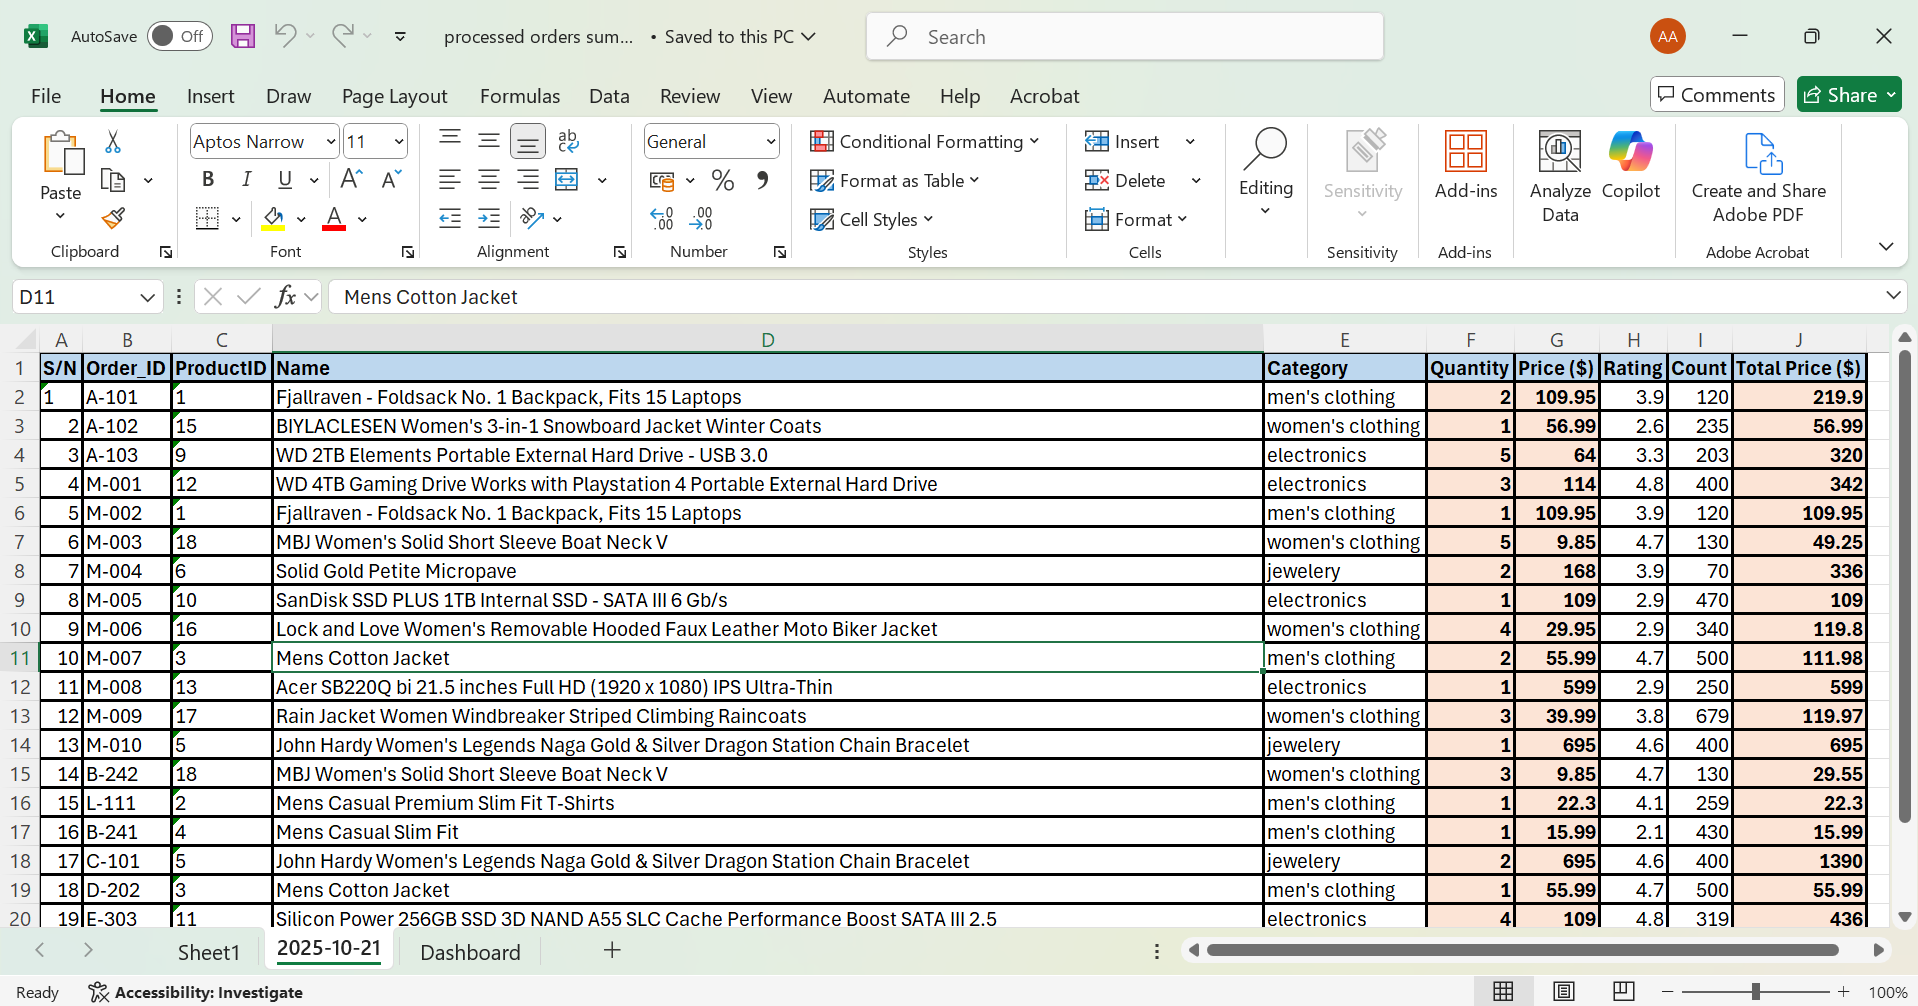 AutoSave Off processed orders sum... • Saved to this PC Search AA
File Home Insert Draw Page Layout Formulas Data Review View Automate Help Acrobat Comments Share
Paste
Clipboard
Aptos Narrow 11
B I U A A
A
Font
ab
c
Alignment
General
% 9
.0 .00
.00 .0
Number
Conditional Formatting
Format as Table
Cell Styles
Styles
Insert
Delete
Format
Cells
Editing
Sensitivity
Sensitivity
Add-ins
Add-ins
Analyze
Data
Copilot
Create and Share
Adobe PDF
Adobe Acrobat
D11 fx Mens Cotton Jacket
A B C D E F G H I J
1 S/N Order_ID ProductID Name Category Quantity Price ($) Rating Count Total Price ($)
2 1 A-101 1 Fjallraven - Foldsack No. 1 Backpack, Fits 15 Laptops men's clothing 2 109.95 3.9 120 219.9
3 2 A-102 15 BIYLACLESEN Women's 3-in-1 Snowboard Jacket Winter Coats women's clothing 1 56.99 2.6 235 56.99
4 3 A-103 9 WD 2TB Elements Portable External Hard Drive - USB 3.0 electronics 5 64 3.3 203 320
5 4 M-001 12 WD 4TB Gaming Drive Works with Playstation 4 Portable External Hard Drive electronics 3 114 4.8 400 342
6 5 M-002 1 Fjallraven - Foldsack No. 1 Backpack, Fits 15 Laptops men's clothing 1 109.95 3.9 120 109.95
7 6 M-003 18 MBJ Women's Solid Short Sleeve Boat Neck V women's clothing 5 9.85 4.7 130 49.25
8 7 M-004 6 Solid Gold Petite Micropave jewelery 2 168 3.9 70 336
9 8 M-005 10 SanDisk SSD PLUS 1TB Internal SSD - SATA III 6 Gb/s electronics 1 109 2.9 470 109
10 9 M-006 16 Lock and Love Women's Removable Hooded Faux Leather Moto Biker Jacket women's clothing 4 29.95 2.9 340 119.8
11 10 M-007 3 Mens Cotton Jacket men's clothing 2 55.99 4.7 500 111.98
12 11 M-008 13 Acer SB220Q bi 21.5 inches Full HD (1920 x 1080) IPS Ultra-Thin electronics 1 599 2.9 250 599
13 12 M-009 17 Rain Jacket Women Windbreaker Striped Climbing Raincoats women's clothing 3 39.99 3.8 679 119.97
14 13 M-010 5 John Hardy Women's Legends Naga Gold & Silver Dragon Station Chain Bracelet jewelery 1 695 4.6 400 695
15 14 B-242 18 MBJ Women's Solid Short Sleeve Boat Neck V women's clothing 3 9.85 4.7 130 29.55
16 15 L-111 2 Mens Casual Premium Slim Fit T-Shirts men's clothing 1 22.3 4.1 259 22.3
17 16 B-241 4 Mens Casual Slim Fit men's clothing 1 15.99 2.1 430 15.99
18 17 C-101 5 John Hardy Women's Legends Naga Gold & Silver Dragon Station Chain Bracelet jewelery 2 695 4.6 400 1390
19 18 D-202 3 Mens Cotton Jacket men's clothing 1 55.99 4.7 500 55.99
20 19 E-303 11 Silicon Power 256GB SSD 3D NAND A55 SLC Cache Performance Boost SATA III 2.5 electronics 4 109 4.8 319 436
Sheet1 2025-10-21 Dashboard +
Ready Accessibility: Investigate 100%